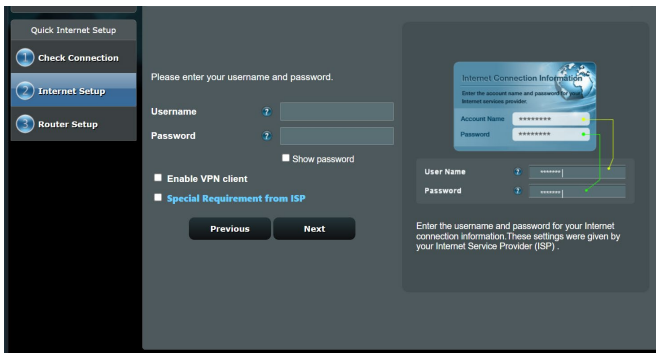 Quick Internet Setup
1 Check Connection
2 Internet Setup
3 Router Setup
Please enter your username and password.
Username ?
Password ?
Show password
Enable VPN client
Special Requirement from ISP
Previous Next
Internet Connection Information
Enter the account name and password for your
Internet services provider.
Account Name ********
Password ********
User Name ? *******|
Password ? *******|
Enter the username and password for your Internet
connection information.These settings were given by
your Internet Service Provider (ISP) .